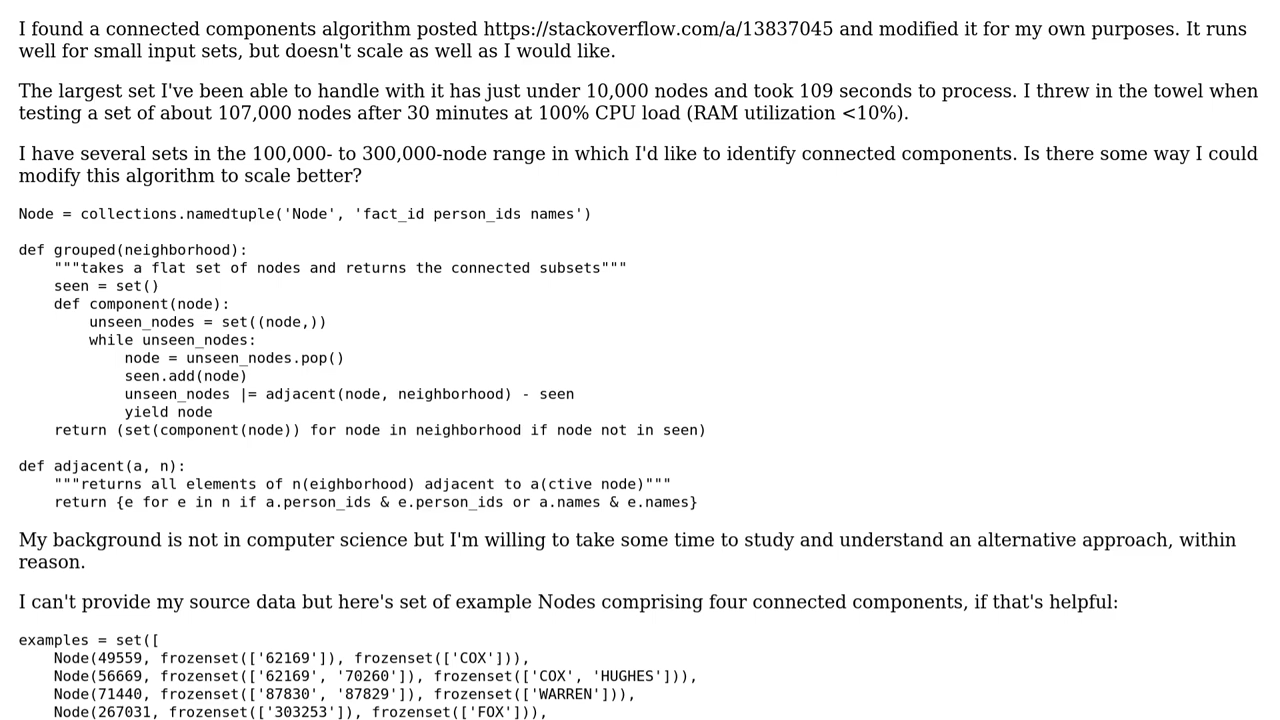 I found a connected components algorithm posted https://stackoverflow.com/a/13837045 and modified it for my own purposes. It runs
well for small input sets, but doesn't scale as well as I would like.
The largest set I've been able to handle with it has just under 10,000 nodes and took 109 seconds to process. I threw in the towel when
testing a set of about 107,000 nodes after 30 minutes at 100% CPU load (RAM utilization <10%).
I have several sets in the 100,000- to 300,000-node range in which I'd like to identify connected components. Is there some way I could
modify this algorithm to scale better?
Node = collections.namedtuple('Node', 'fact_id person_ids names')
def grouped(neighborhood):
    """takes a flat set of nodes and returns the connected subsets"""
    seen = set()
    def component(node):
        unseen_nodes = set((node,))
        while unseen_nodes:
            node = unseen_nodes.pop()
            seen.add(node)
            unseen_nodes |= adjacent(node, neighborhood) - seen
            yield node
    return (set(component(node)) for node in neighborhood if node not in seen)
def adjacent(a, n):
    """returns all elements of n(eighborhood) adjacent to a(ctive node)"""
    return {e for e in n if a.person_ids & e.person_ids or a.names & e.names}
My background is not in computer science but I'm willing to take some time to study and understand an alternative approach, within
reason.
I can't provide my source data but here's set of example Nodes comprising four connected components, if that's helpful:
examples = set([
    Node(49559, frozenset(['62169']), frozenset(['COX'])),
    Node(56669, frozenset(['62169', '70260']), frozenset(['COX', 'HUGHES'])),
    Node(71440, frozenset(['87830', '87829']), frozenset(['WARREN'])),
    Node(267031, frozenset(['303253']), frozenset(['FOX'])),